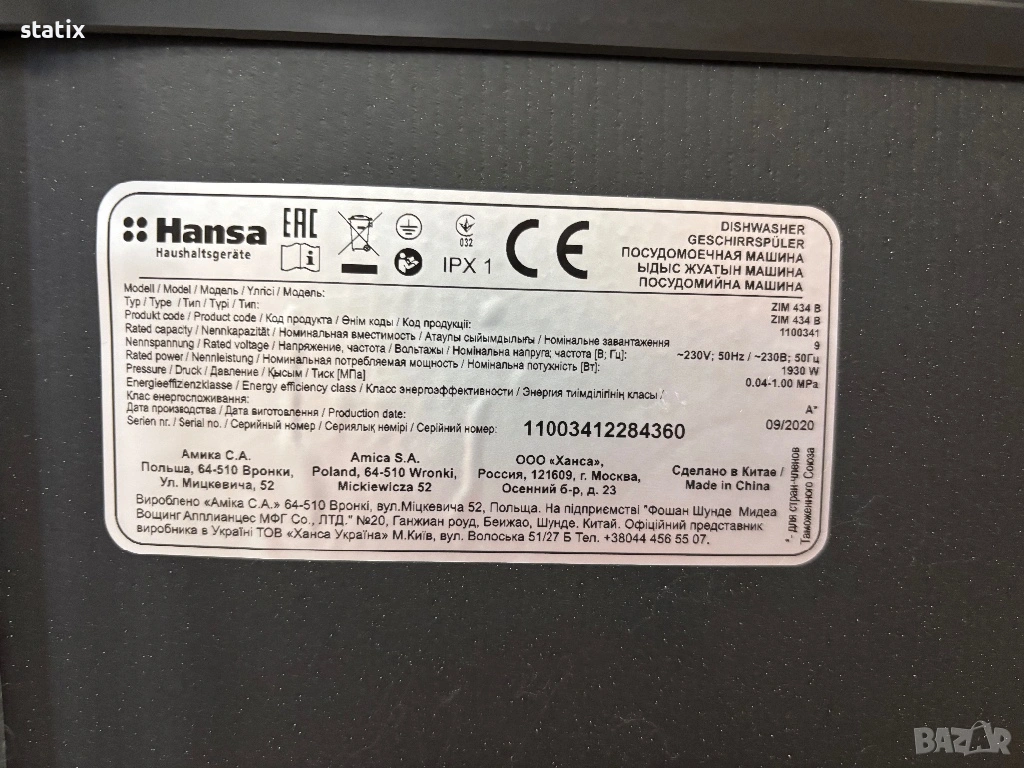 statix
Hansa
Haushaltsgeräte
EAC
032
IPX 1
CE
DISHWASHER
GESCHIRRSPÜLER
ПОСУДОМОЕЧНАЯ МАШИНА
ЫДЫС ЖУАТЫН МАШИНА
ПОСУДОМИЙНА МАШИНА
Modell / Model / Модель / Үлгісі / Модель: ZIM 434 B
Typ / Type / Тип / Түрі / Тип: ZIM 434 B
Produkt code / Product code / Код продукта / Өнім коды / Код продукції: 1100341
Rated capacity / Nennkapazität / Номинальная вместимость / Атаулы сыйымдылығы / Номінальне завантаження 9
Nennspannung / Rated voltage / Напряжение, частота / Вольтажы / Номінальна напруга; частота [В; Гц]: ~230V; 50Hz / ~230В; 50Гц
Rated power / Nennleistung / Номинальная потребляемая мощность / Номінальна потужність [Вт]: 1930 W
Pressure / Druck / Давление / Қысым / Тиск [МПа] 0.04-1.00 MPa
Energieeffizenzklasse / Energy efficiency class / Класс энергоэффективности / Энергия тиімділігінің класы /
Клас енергоспоживання: A*
Дата производства / Дата виготовлення / Production date: 09/2020
Serien nr. / Serial no. / Серийный номер / Сериялық нөмірі / Серійний номер: 11003412284360
Амика С.А.
Польша, 64-510 Вронки,
Ул. Мицкевича, 52
Amica S.A.
Poland, 64-510 Wronki,
Mickiewicza 52
ООО «Ханса»,
Россия, 121609, г. Москва,
Осенний б-р, д. 23
Сделано в Китае /
Made in China
*- для стран-членов
Таможенного Союза
Вироблено «Аміка С.А.» 64-510 Вронкі, вул.Міцкевича 52, Польща. На підприємстві "Фошан Шунде Мидеа
Вощинг Апплианцес МФГ Со., ЛТД." №20, Ганжиан роуд, Беижао, Шунде. Китай. Офіційний представник
виробника в Україні ТОВ «Ханса Україна» М.Київ, вул. Волоська 51/27 Б Тел. +38044 456 55 07.
BAZAR